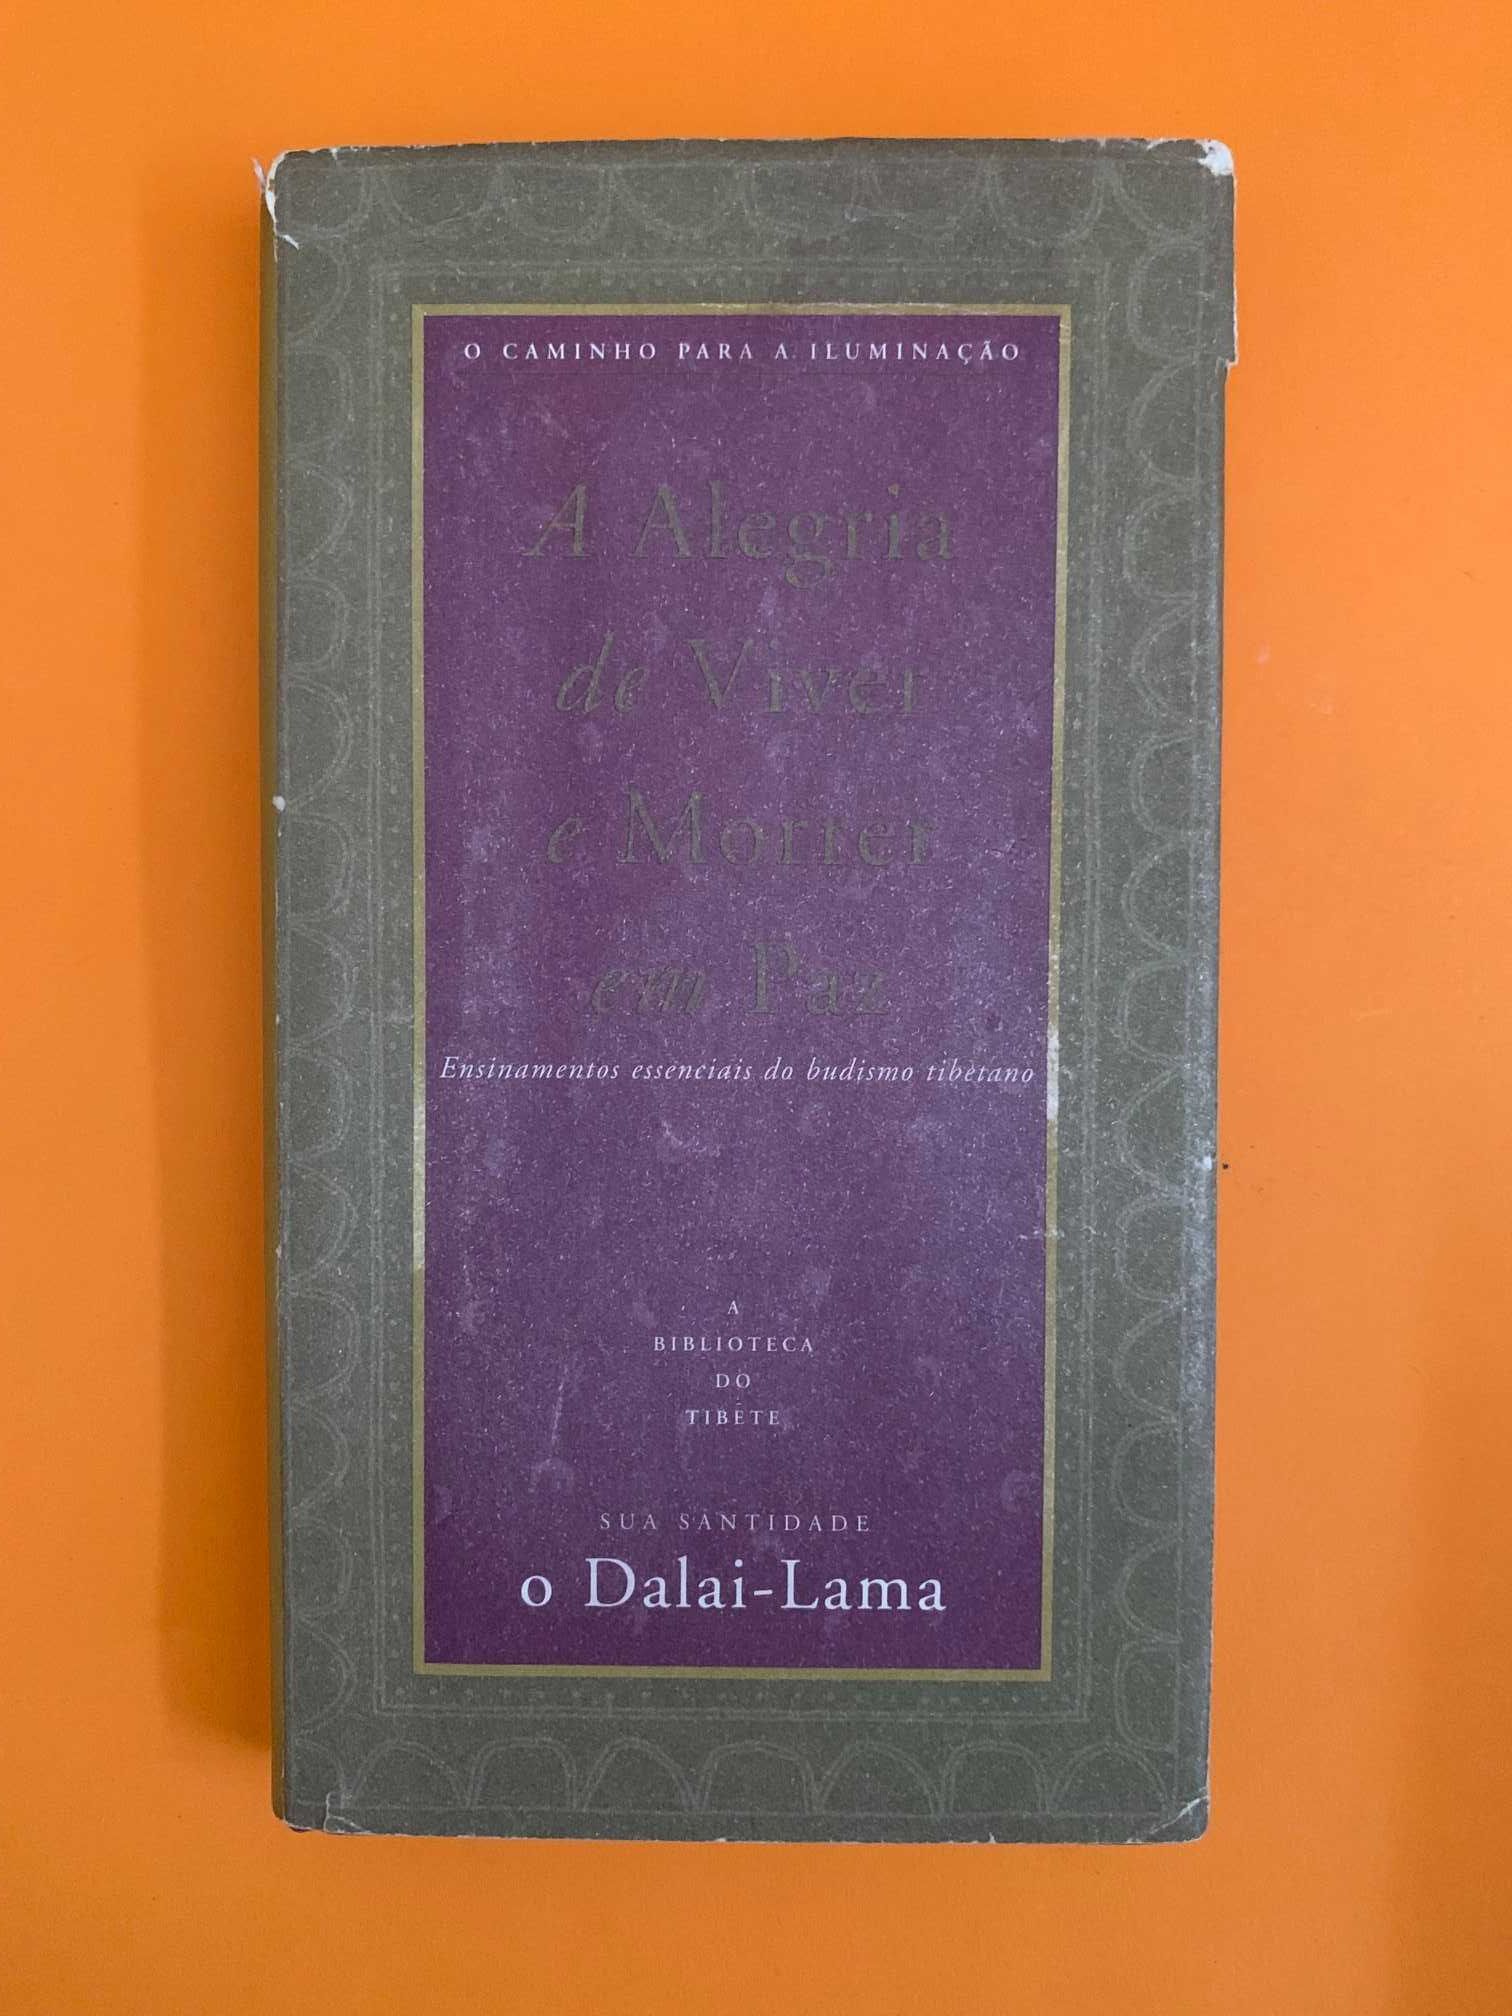 O CAMINHO PARA A ILUMINAÇÃO
A Alegria
de Viver
e Morrer
em Paz
Ensinamentos essenciais do budismo tibetano
A
BIBLIOTECA
DO
TIBETE
SUA SANTIDADE
o Dalai-Lama